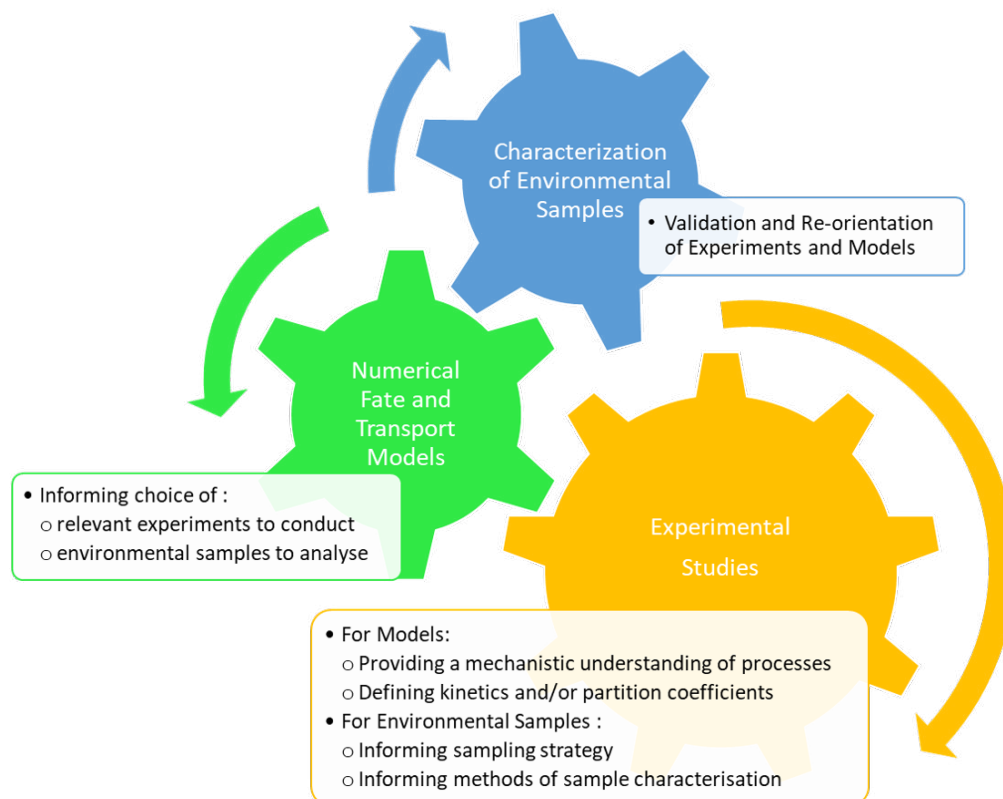 Characterization
of Environmental
Samples
• Validation and Re-orientation
of Experiments and Models
Numerical
Fate and
Transport
Models
• Informing choice of :
o relevant experiments to conduct
o environmental samples to analyse
Experimental
Studies
• For Models:
o Providing a mechanistic understanding of processes
o Defining kinetics and/or partition coefficients
• For Environmental Samples :
o Informing sampling strategy
o Informing methods of sample characterisation